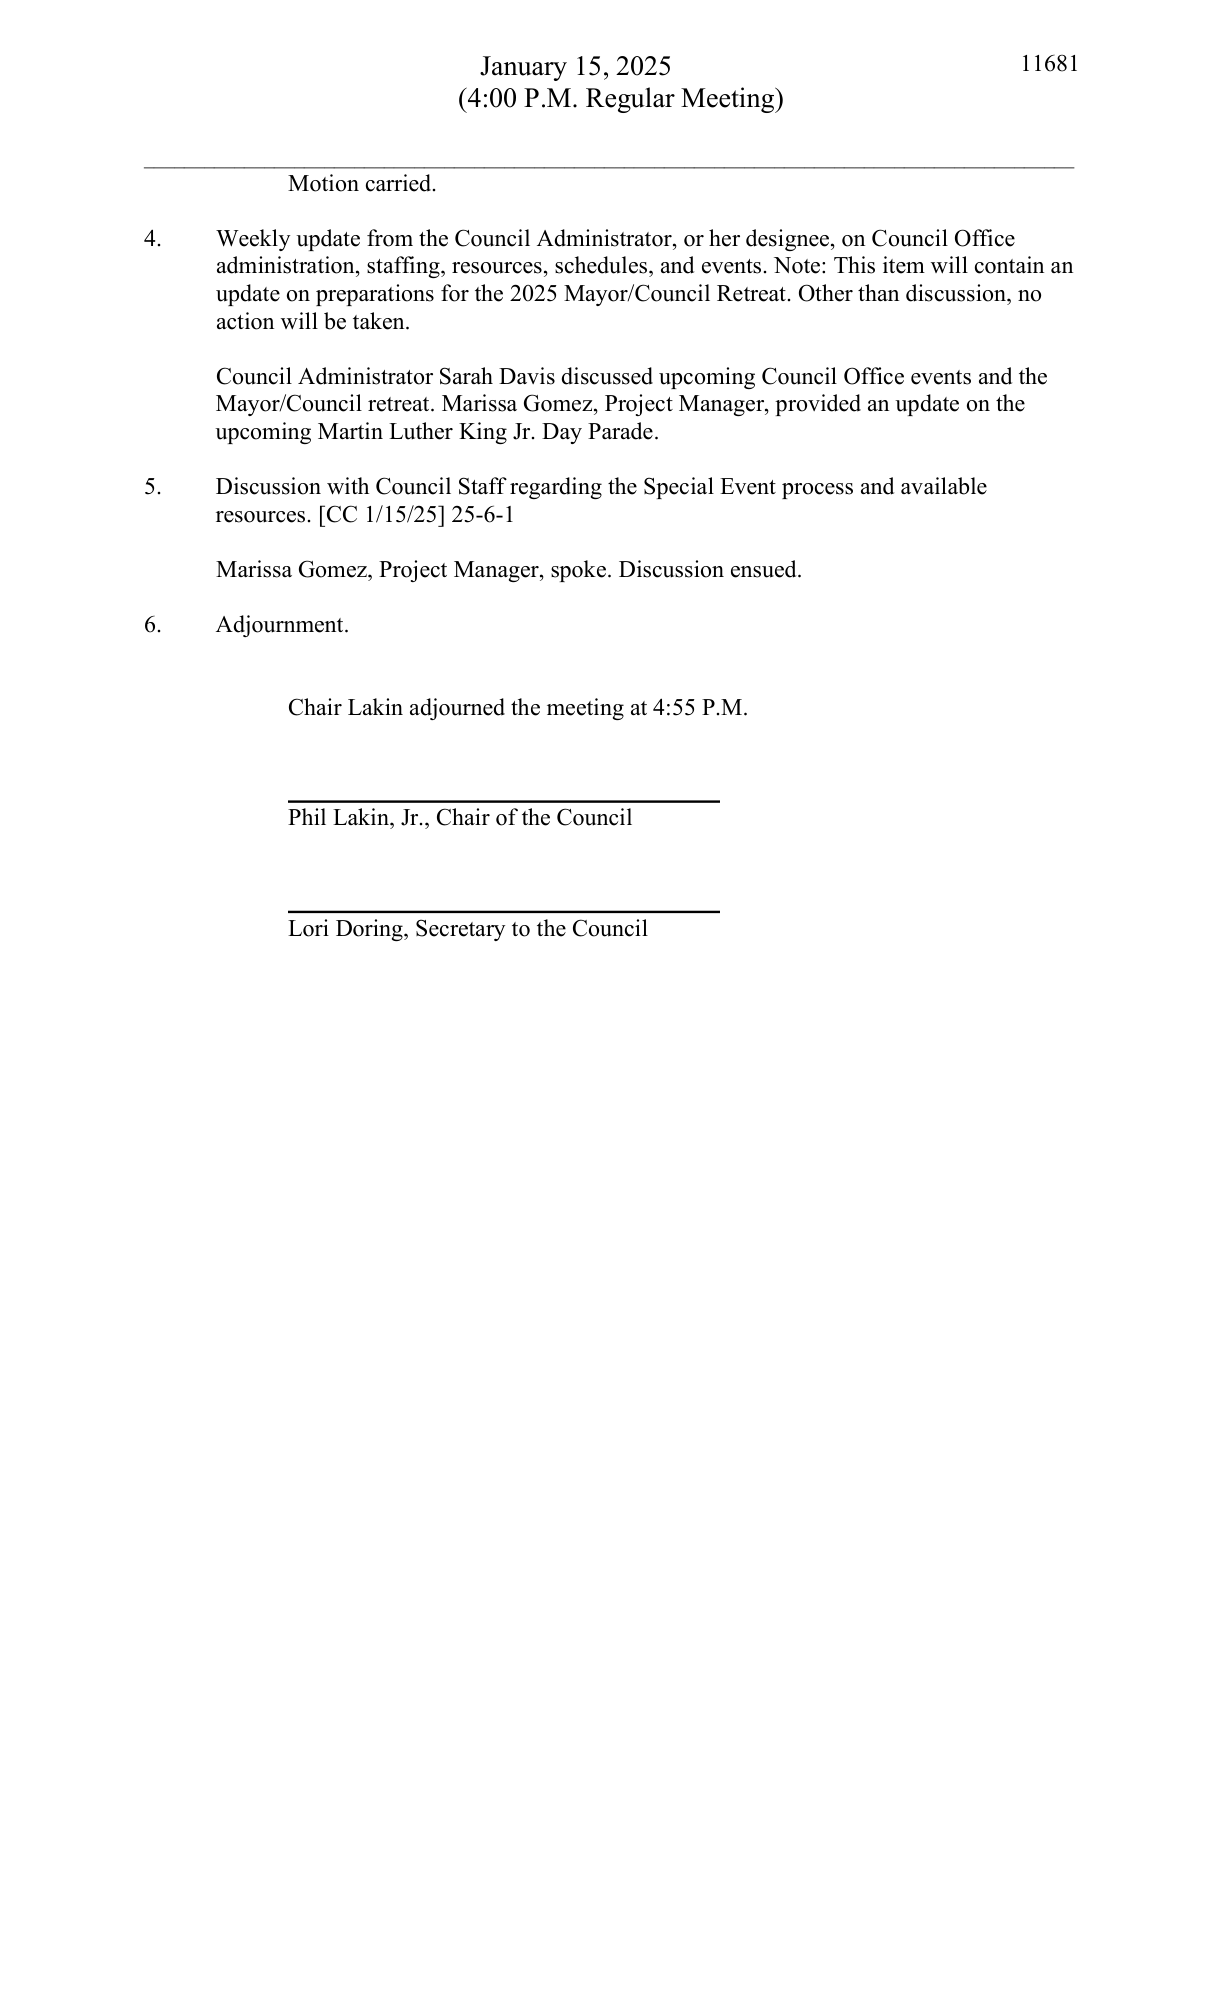 January 15, 2025
11681
(4:00 P.M. Regular Meeting)
Motion carried.
4. Weekly update from the Council Administrator, or her designee, on Council Office
administration, staffing, resources, schedules, and events. Note: This item will contain an
update on preparations for the 2025 Mayor/Council Retreat. Other than discussion, no
action will be taken.
Council Administrator Sarah Davis discussed upcoming Council Office events and the
Mayor/Council retreat. Marissa Gomez, Project Manager, provided an update on the
upcoming Martin Luther King Jr. Day Parade.
5. Discussion with Council Staff regarding the Special Event process and available
resources. [CC 1/15/25] 25-6-1
Marissa Gomez, Project Manager, spoke. Discussion ensued.
6. Adjournment.
Chair Lakin adjourned the meeting at 4:55 P.M.
Phil Lakin, Jr., Chair of the Council
Lori Doring, Secretary to the Council